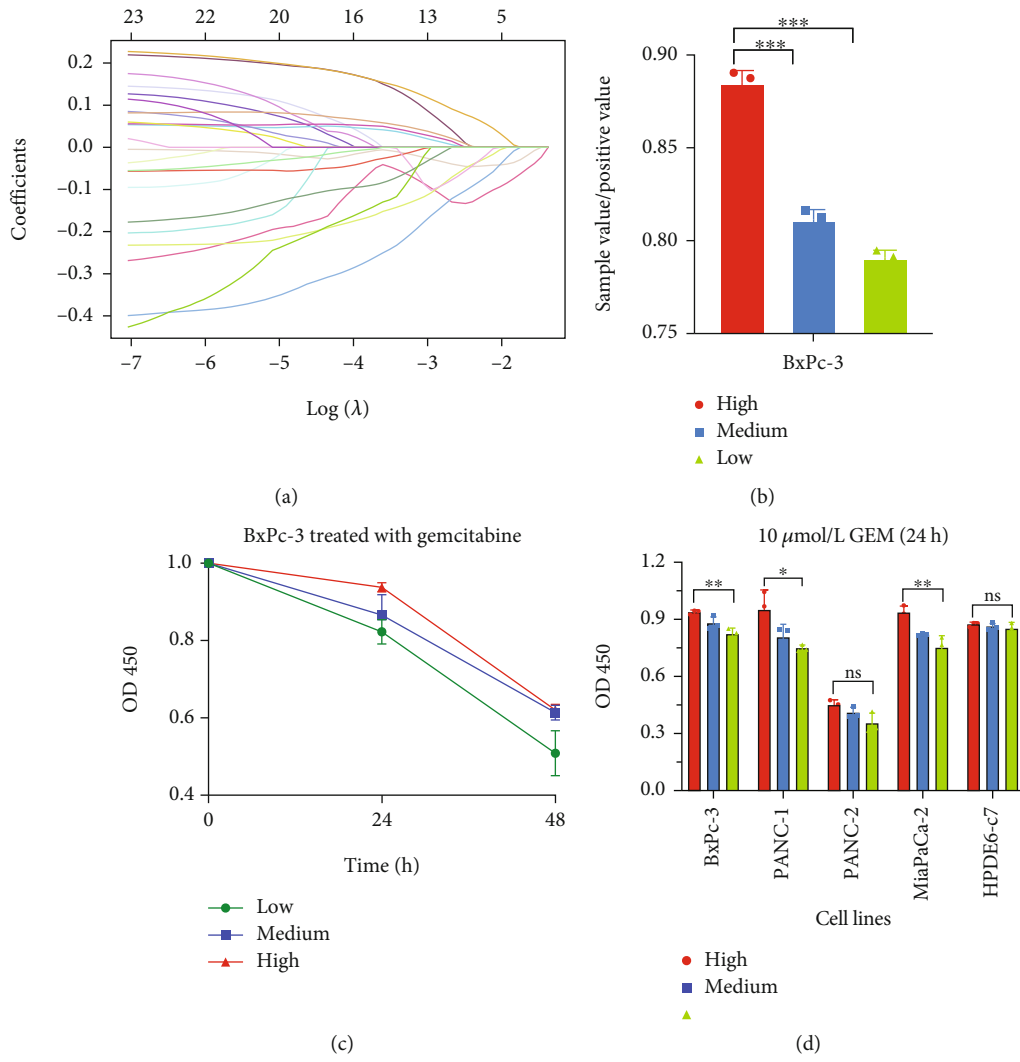 23 22 20 16 13 5
0.2
0.1
0.0
−0.1
−0.2
−0.3
−0.4
Coefficients
−7 −6 −5 −4 −3 −2
Log (λ)
(a)
***
***
0.90
0.85
0.80
0.75
Sample value/positive value
BxPc-3
High
Medium
Low
(b)
BxPc-3 treated with gemcitabine
1.0
0.8
0.6
0.4
OD 450
0 24 48
Time (h)
Low
Medium
High
(c)
10 μmol/L GEM (24 h)
1.2
0.9
0.6
0.3
0.0
OD 450
** * ns ** ns
BxPc-3
PANC-1
PANC-2
MiaPaCa-2
HPDE6-c7
Cell lines
High
Medium
(d)